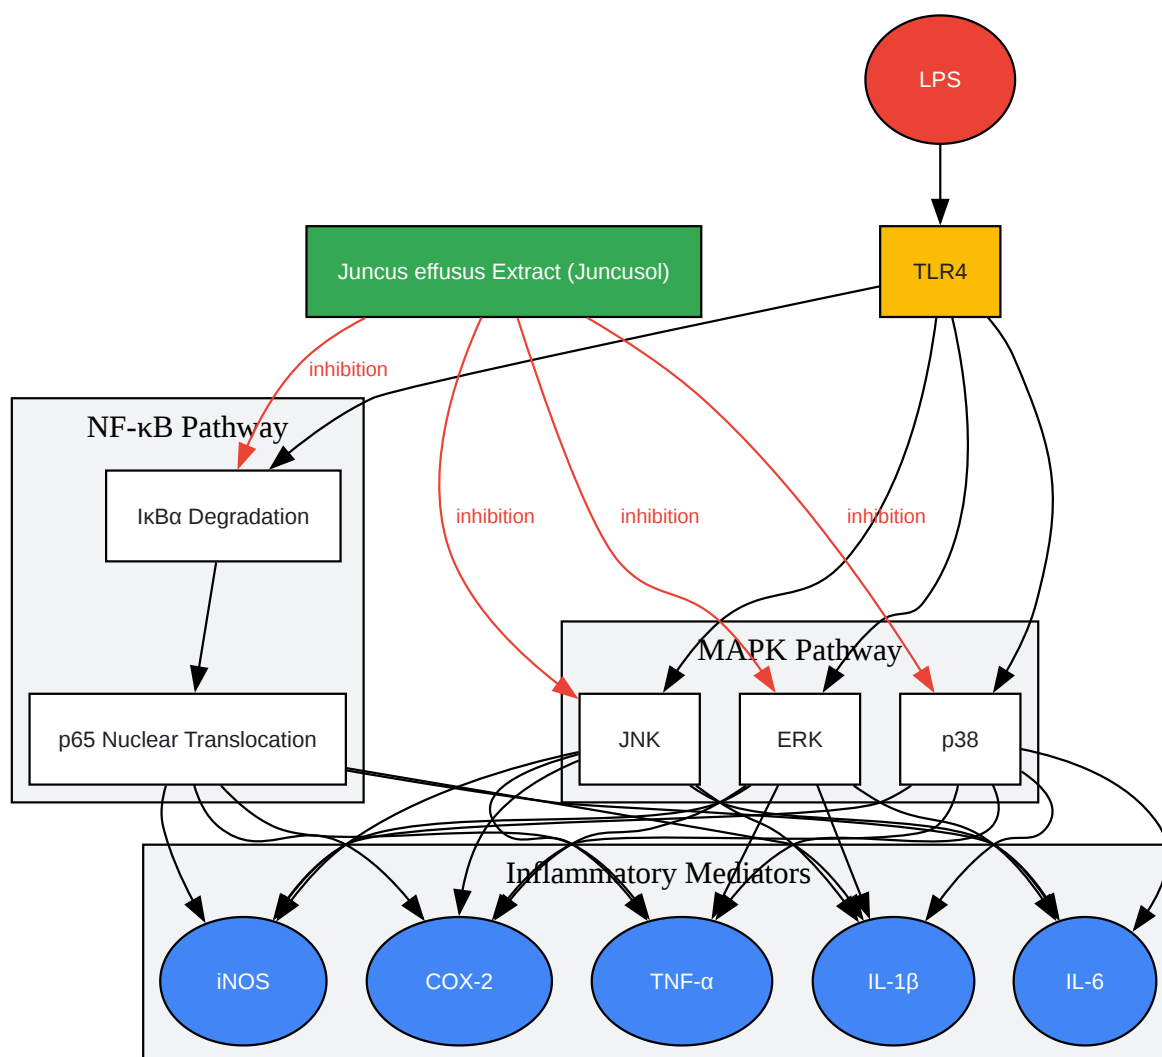 LPS
Juncus effusus Extract (Juncusol)
TLR4
inhibition
NF-κB Pathway
IκBα Degradation
inhibition
inhibition
inhibition
MAPK Pathway
p65 Nuclear Translocation
JNK
ERK
p38
Inflammatory Mediators
iNOS
COX-2
TNF-α
IL-1β
IL-6